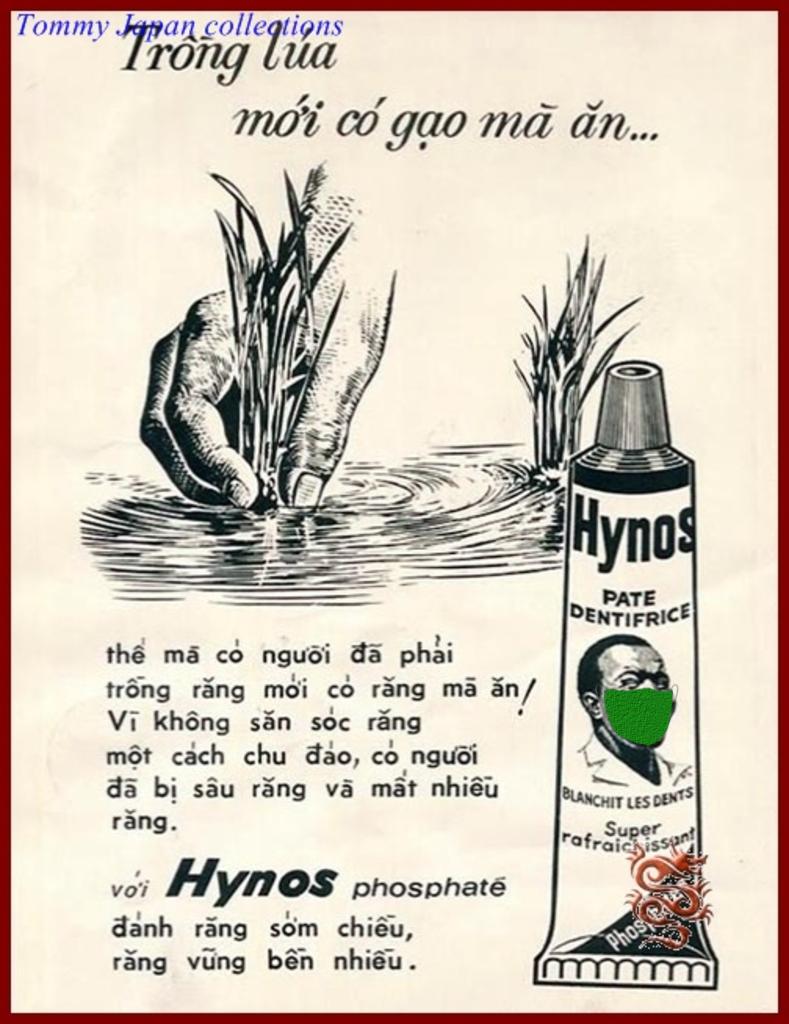 Tommy Japan collections
Trồng lúa
mới có gạo mà ăn...
thế mà có người đã phải
trồng răng mới có răng mà ăn!
Vì không săn sóc răng
một cách chu đáo, có người
đã bị sâu răng và mất nhiều
răng.
với Hynos phosphaté
đánh răng sớm chiều,
răng vững bền nhiều.
Hynos
PATE
DENTIFRICE
BLANCHIT LES DENTS
Super
rafraichissant